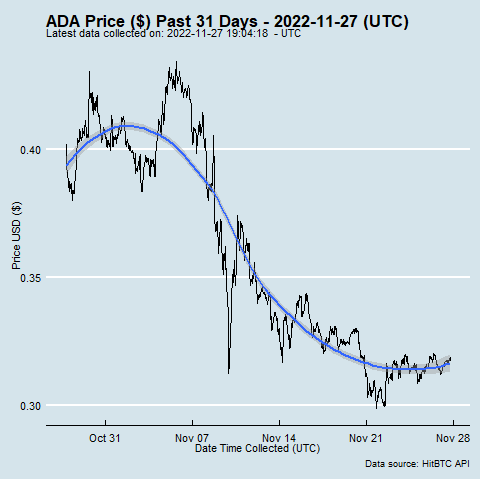 ADA Price ($) Past 31 Days - 2022-11-27 (UTC)
Latest data collected on: 2022-11-27 19:04:18 - UTC
Price USD ($)
0.40
0.35
0.30
Oct 31 Nov 07 Nov 14 Nov 21 Nov 28
Date Time Collected (UTC)
Data source: HitBTC API